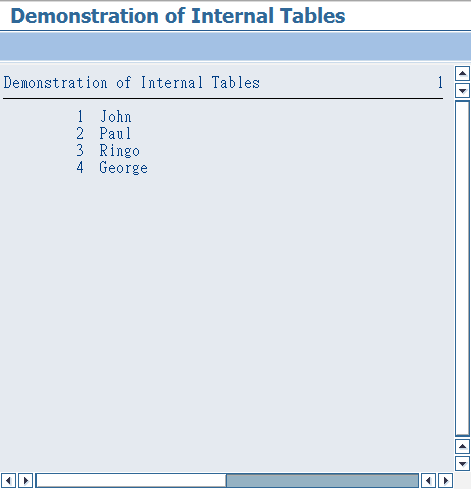 Demonstration of Internal Tables
Demonstration of Internal Tables 1
1 John
2 Paul
3 Ringo
4 George